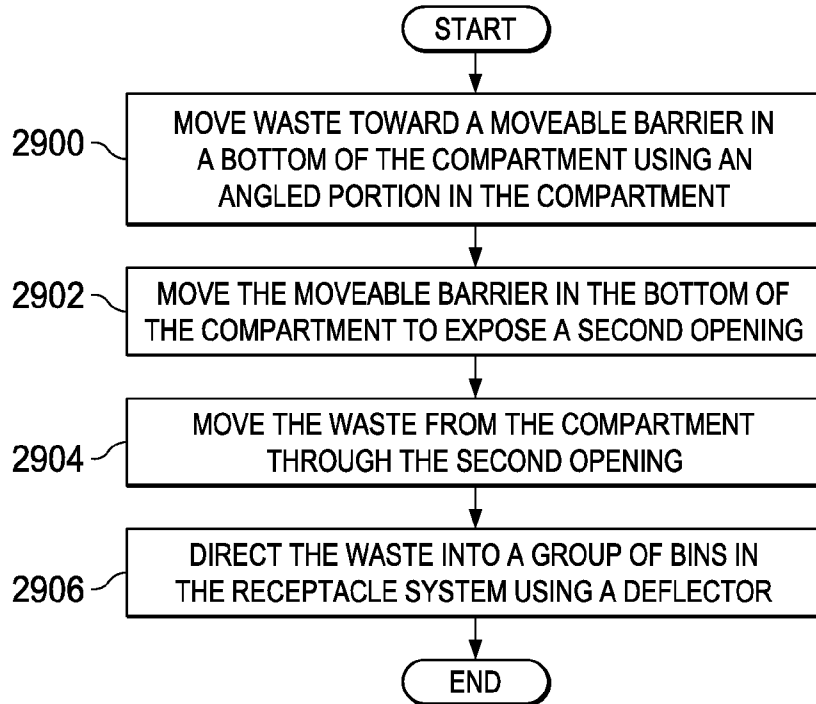 START
2900
MOVE WASTE TOWARD A MOVEABLE BARRIER IN
A BOTTOM OF THE COMPARTMENT USING AN
ANGLED PORTION IN THE COMPARTMENT
2902
MOVE THE MOVEABLE BARRIER IN THE BOTTOM OF
THE COMPARTMENT TO EXPOSE A SECOND OPENING
2904
MOVE THE WASTE FROM THE COMPARTMENT
THROUGH THE SECOND OPENING
2906
DIRECT THE WASTE INTO A GROUP OF BINS IN
THE RECEPTACLE SYSTEM USING A DEFLECTOR
END